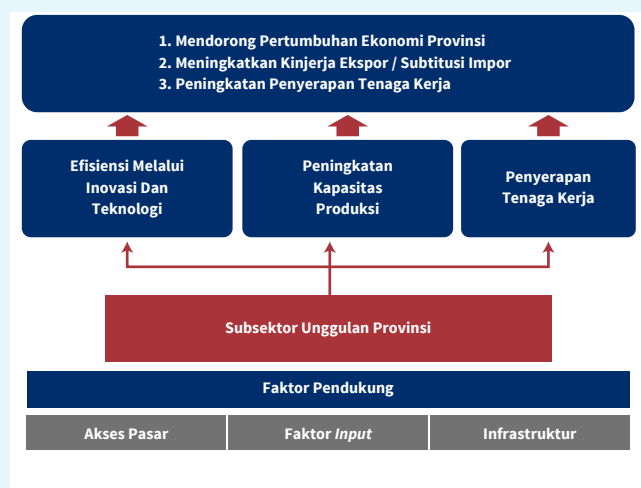 1. Mendorong Pertumbuhan Ekonomi Provinsi
2. Meningkatkan Kinjerja Ekspor / Subtitusi Impor
3. Peningkatan Penyerapan Tenaga Kerja
Efisiensi Melalui
Inovasi Dan
Teknologi
Peningkatan
Kapasitas
Produksi
Penyerapan
Tenaga Kerja
Subsektor Unggulan Provinsi
Faktor Pendukung
Akses Pasar
Faktor Input
Infrastruktur